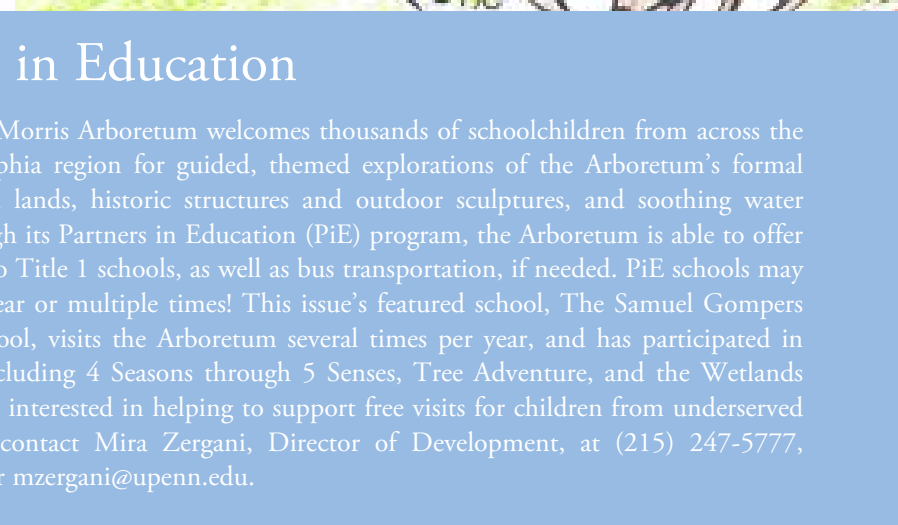 in Education
Morris Arboretum welcomes thousands of schoolchildren from across the
phia region for guided, themed explorations of the Arboretum's formal
lands, historic structures and outdoor sculptures, and soothing water
gh its Partners in Education (PiE) program, the Arboretum is able to offer
o Title 1 schools, as well as bus transportation, if needed. PiE schools may
ear or multiple times! This issue's featured school, The Samuel Gompers
ool, visits the Arboretum several times per year, and has participated in
cluding 4 Seasons through 5 Senses, Tree Adventure, and the Wetlands
interested in helping to support free visits for children from underserved
contact Mira Zergani, Director of Development, at (215) 247-5777,
r mzergani@upenn.edu.